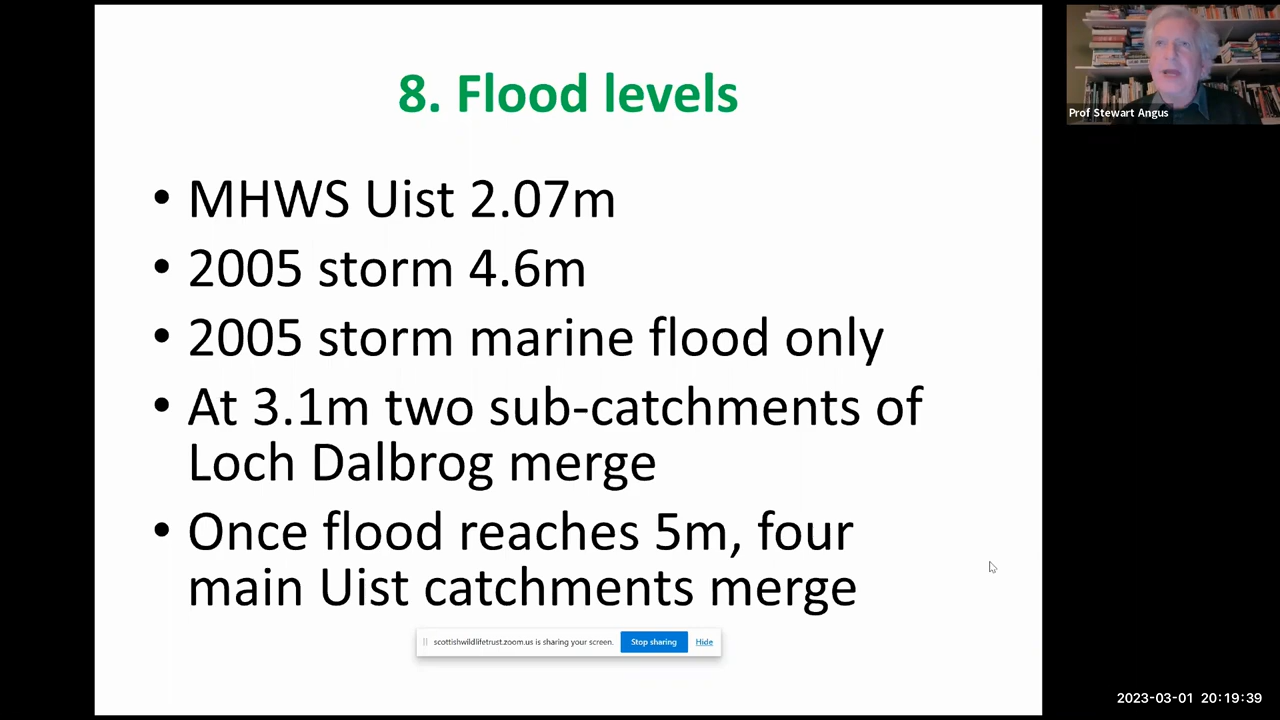 8. Flood levels
• MHWS Uist 2.07m
• 2005 storm 4.6m
• 2005 storm marine flood only
• At 3.1m two sub-catchments of
Loch Dalbrog merge
• Once flood reaches 5m, four
main Uist catchments merge
scottishwildlifetrust.zoom.us is sharing your screen. Stop sharing Hide
Prof Stewart Angus
2023-03-01 20:19:39